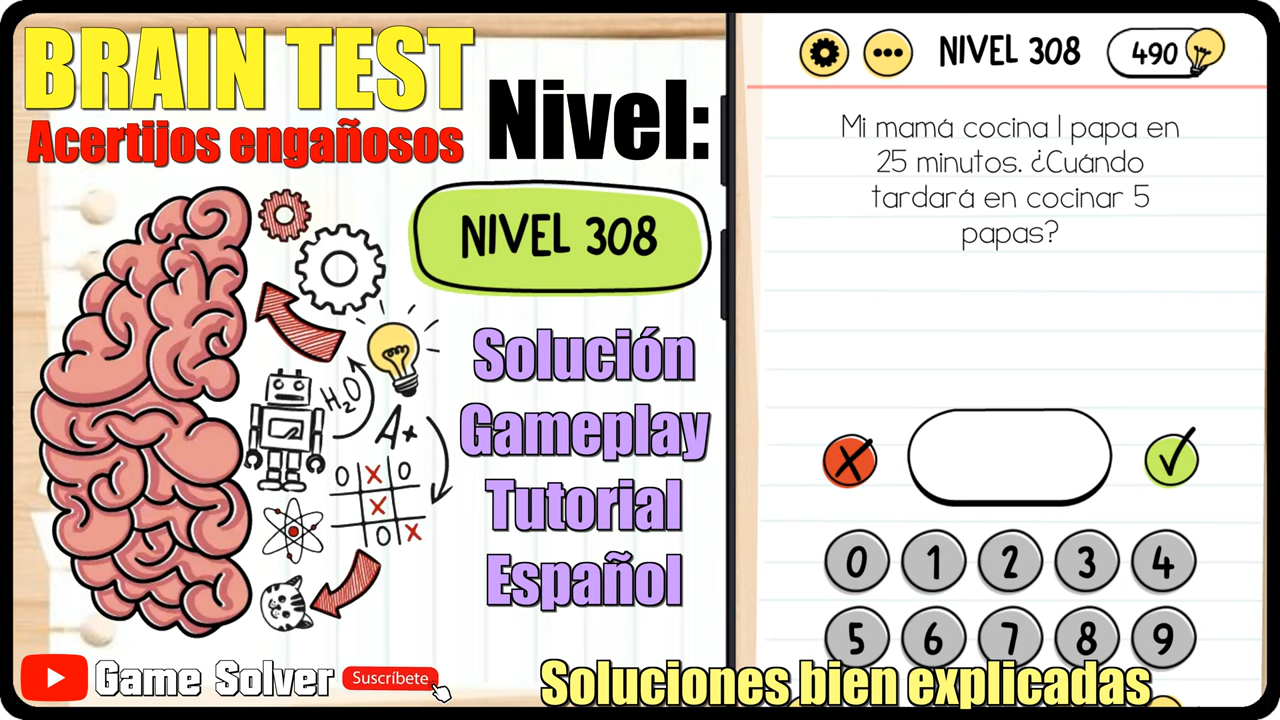 BRAIN TEST
Acertijos engañosos
Nivel:
NIVEL 308
H2O
A+
O X O
X
O X
Solución
Gameplay
Tutorial
Español
Game Solver
Suscríbete
Soluciones bien explicadas
NIVEL 308
490
Mi mamá cocina 1 papa en
25 minutos. ¿Cuándo
tardará en cocinar 5
papas?
0 1 2 3 4
5 6 7 8 9